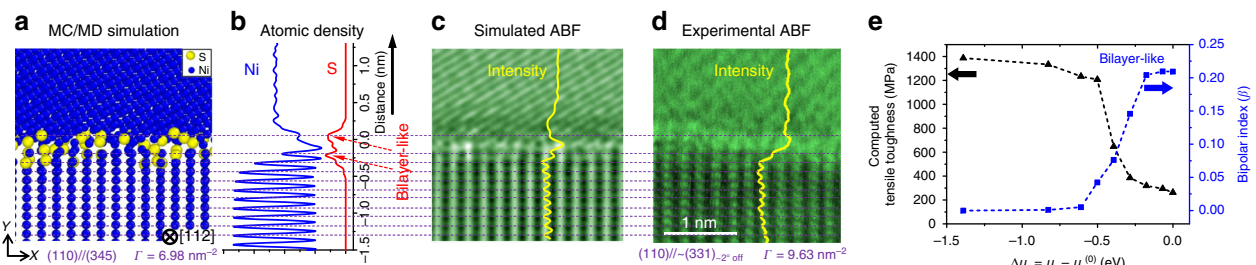 a MC/MD simulation
S
Ni
Y
X
[112]
(110)//(345) Γ = 6.98 nm⁻²
b Atomic density
Ni
S
1.0
0.5
0.0
−0.5
−1.0
−1.5
Distance (nm)
Bilayer-like
c Simulated ABF
Intensity
d Experimental ABF
Intensity
1 nm
(110)//~(331)₋₂° off Γ = 9.63 nm⁻²
e
Computed
tensile toughness (MPa)
1400
1200
1000
800
600
400
200
0
−1.5
−1.0
−0.5
0.0
Bilayer-like
0.25
0.20
0.15
0.10
0.05
0.00
Bipolar index (β)